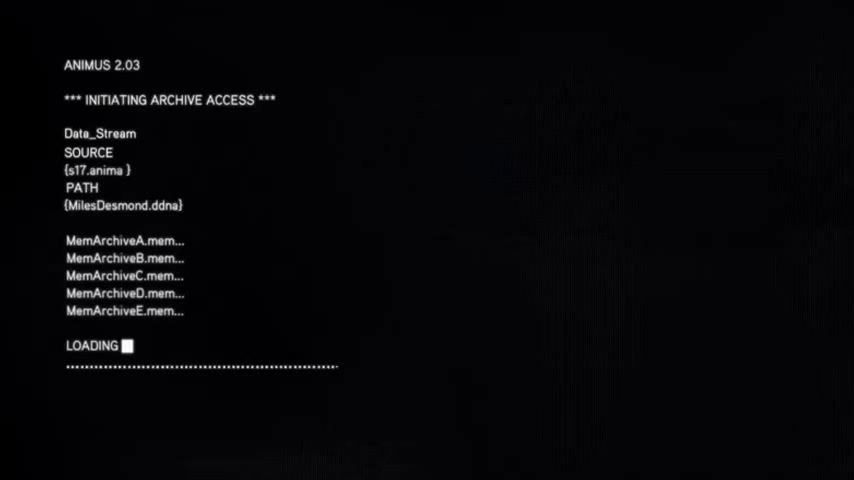 ANIMUS 2.03
*** INITIATING ARCHIVE ACCESS ***
Data_Stream
SOURCE
{s17.anima }
PATH
{MilesDesmond.ddna}
MemArchiveA.mem...
MemArchiveB.mem...
MemArchiveC.mem...
MemArchiveD.mem...
MemArchiveE.mem...
LOADING